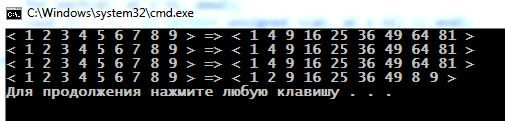 C:\Windows\system32\cmd.exe
< 1 2 3 4 5 6 7 8 9 > => < 1 4 9 16 25 36 49 64 81 >
< 1 2 3 4 5 6 7 8 9 > => < 1 4 9 16 25 36 49 64 81 >
< 1 2 3 4 5 6 7 8 9 > => < 1 4 9 16 25 36 49 64 81 >
< 1 2 3 4 5 6 7 8 9 > => < 1 2 9 16 25 36 49 8 9 >
Для продолжения нажмите любую клавишу . . .